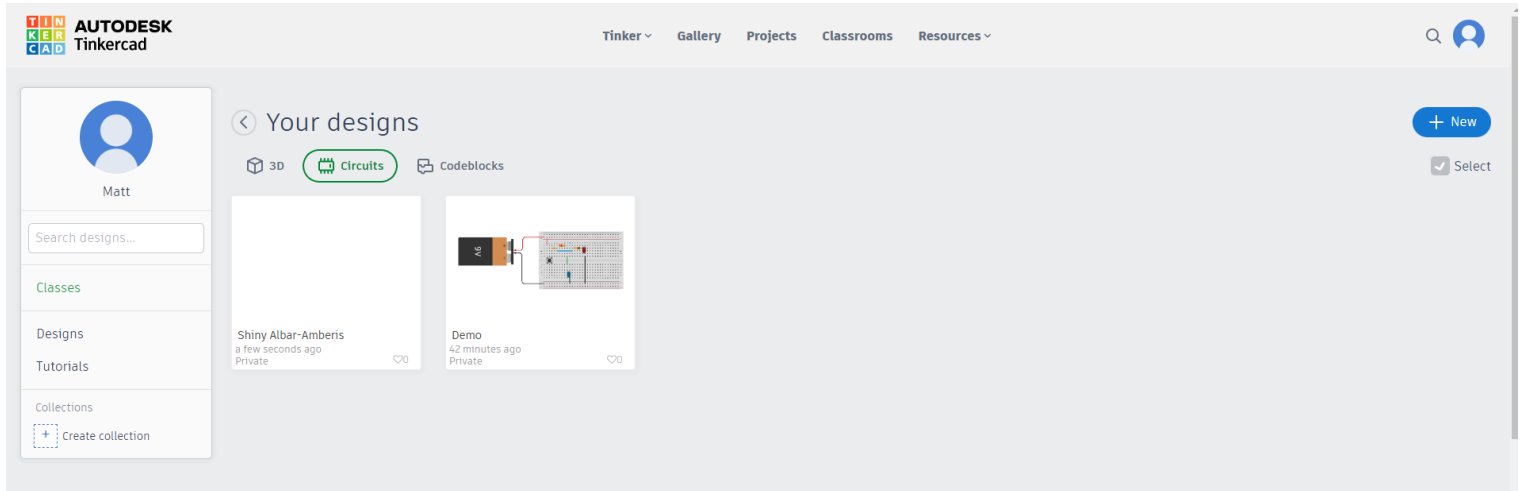 TIN
KER
CAD
AUTODESK
Tinkercad
Tinker Gallery Projects Classrooms Resources
Matt
Search designs...
Classes
Designs
Tutorials
Collections
+ Create collection
Your designs
+ New
3D Circuits Codeblocks
Select
Shiny Albar-Amberis
a few seconds ago
Private 0
9V
Demo
42 minutes ago
Private 0